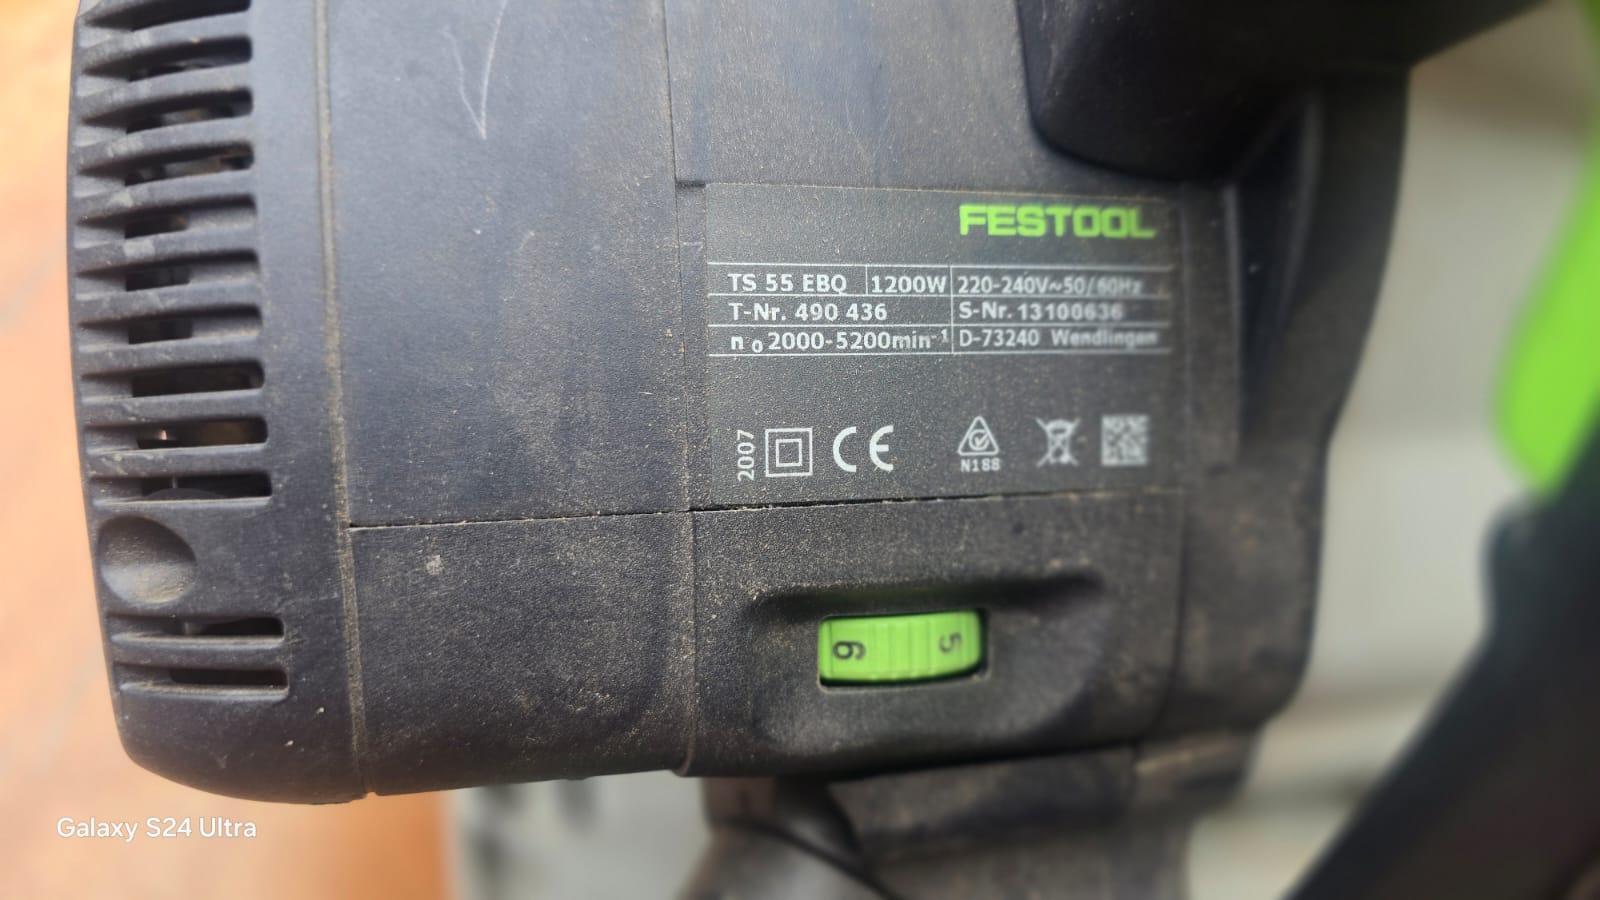 FESTOOL
TS 55 EBQ 1200W 220-240V~50/60Hz
T-Nr. 490 436 S-Nr. 13100636
n₀ 2000-5200min⁻¹ D-73240 Wendlingen
2007 CE N188
6 5
Galaxy S24 Ultra